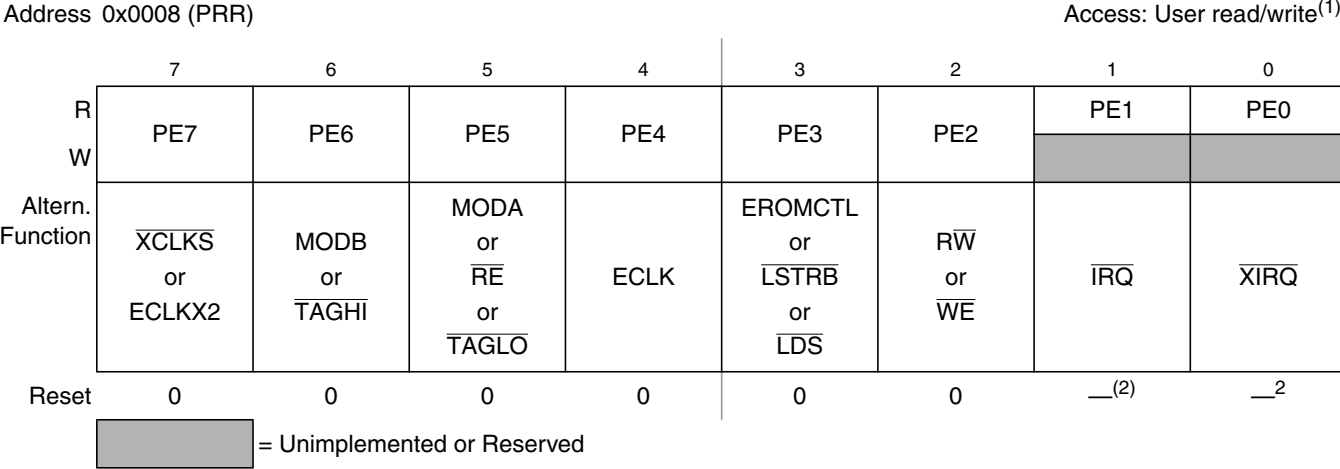 Address 0x0008 (PRR) Access: User read/write(1)
7 6 5 4 3 2 1 0
R PE7 PE6 PE5 PE4 PE3 PE2 PE1 PE0
W
Altern. Function XCLKS or ECLKX2 MODB or TAGHI MODA or RE or TAGLO ECLK EROMCTL or LSTRB or LDS RW or WE IRQ XIRQ
Reset 0 0 0 0 0 0 —(2) —2
= Unimplemented or Reserved